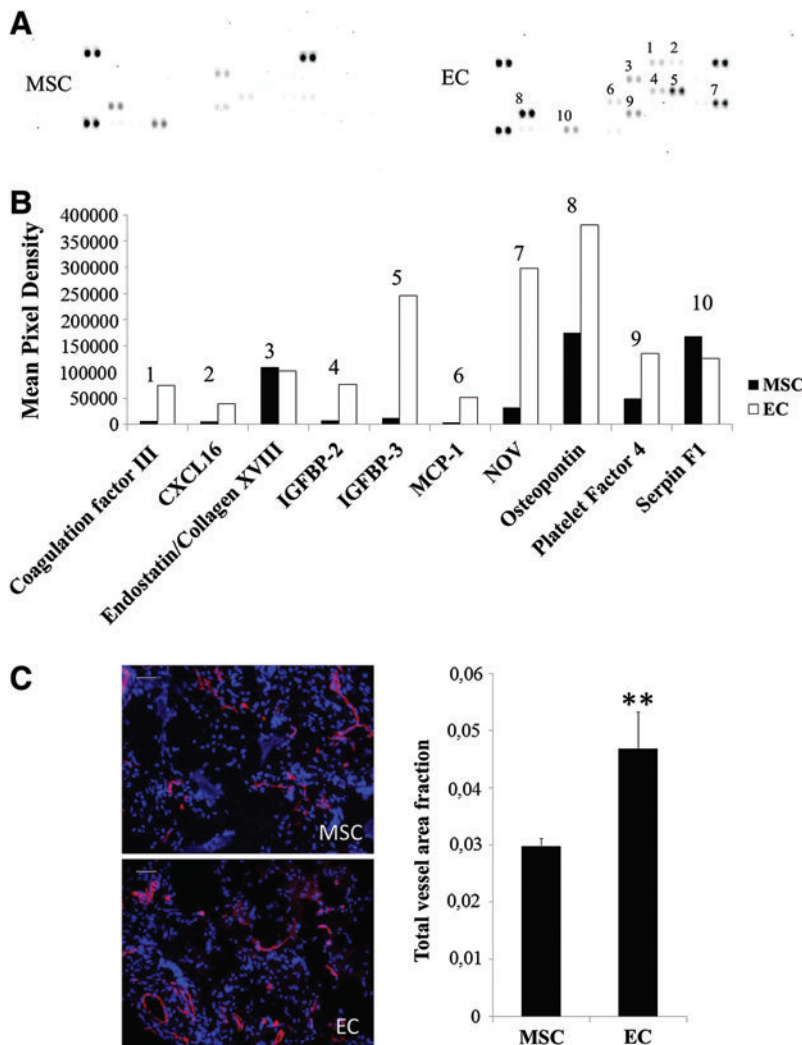 A
MSC
EC
1 2
3
4 5
6 7
8 9
10
B
Mean Pixel Density
400000
350000
300000
250000
200000
150000
100000
50000
0
1
2
3
4
5
6
7
8
9
10
Coagulation factor III
CXCL16
Endostatin/Collagen XVIII
IGFBP-2
IGFBP-3
MCP-1
NOV
Osteopontin
Platelet Factor 4
Serpin F1
MSC
EC
C
MSC
EC
Total vessel area fraction
0,06
0,05
0,04
0,03
0,02
0,01
0
**
MSC
EC